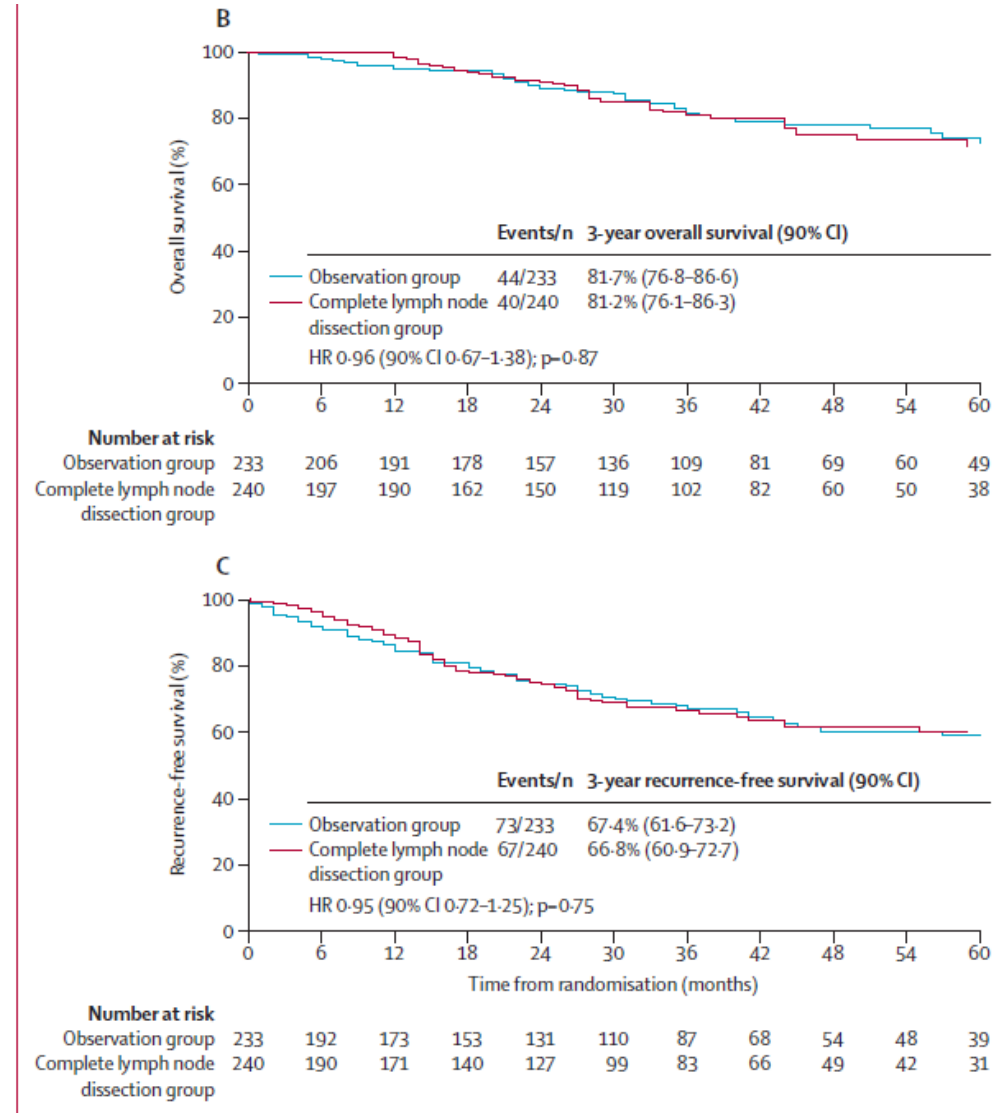 B
100
80
60
40
20
0
Overall survival (%)
Events/n 3-year overall survival (90% CI)
Observation group 44/233 81·7% (76·8–86·6)
Complete lymph node 40/240 81·2% (76·1–86·3)
dissection group
HR 0·96 (90% CI 0·67–1·38); p=0·87
0 6 12 18 24 30 36 42 48 54 60
Number at risk
Observation group 233 206 191 178 157 136 109 81 69 60 49
Complete lymph node 240 197 190 162 150 119 102 82 60 50 38
dissection group
C
100
80
60
40
20
0
Recurrence-free survival (%)
Events/n 3-year recurrence-free survival (90% CI)
Observation group 73/233 67·4% (61·6–73·2)
Complete lymph node 67/240 66·8% (60·9–72·7)
dissection group
HR 0·95 (90% CI 0·72–1·25); p=0·75
0 6 12 18 24 30 36 42 48 54 60
Time from randomisation (months)
Number at risk
Observation group 233 192 173 153 131 110 87 68 54 48 39
Complete lymph node 240 190 171 140 127 99 83 66 49 42 31
dissection group